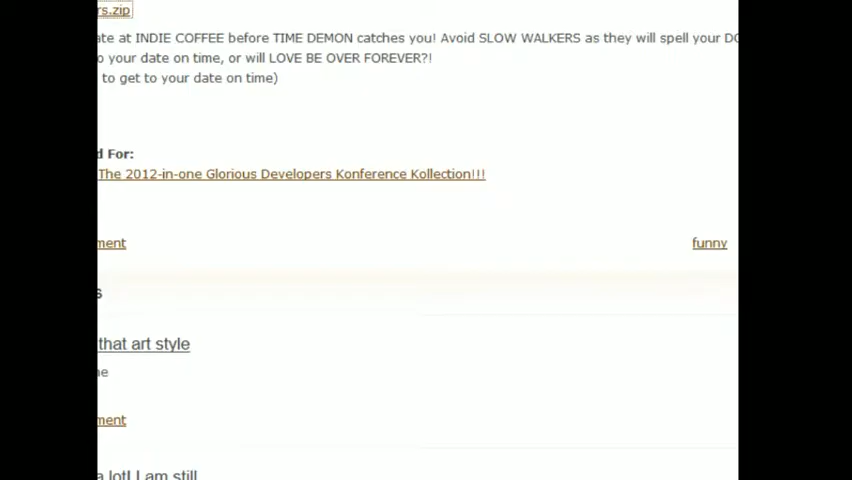 rs.zip
ate at INDIE COFFEE before TIME DEMON catches you! Avoid SLOW WALKERS as they will spell your DO
o your date on time, or will LOVE BE OVER FOREVER?!
to get to your date on time)
d For:
The 2012-in-one Glorious Developers Konference Kollection!!!
ment
funny
s
that art style
ne
ment
a lot! I am still